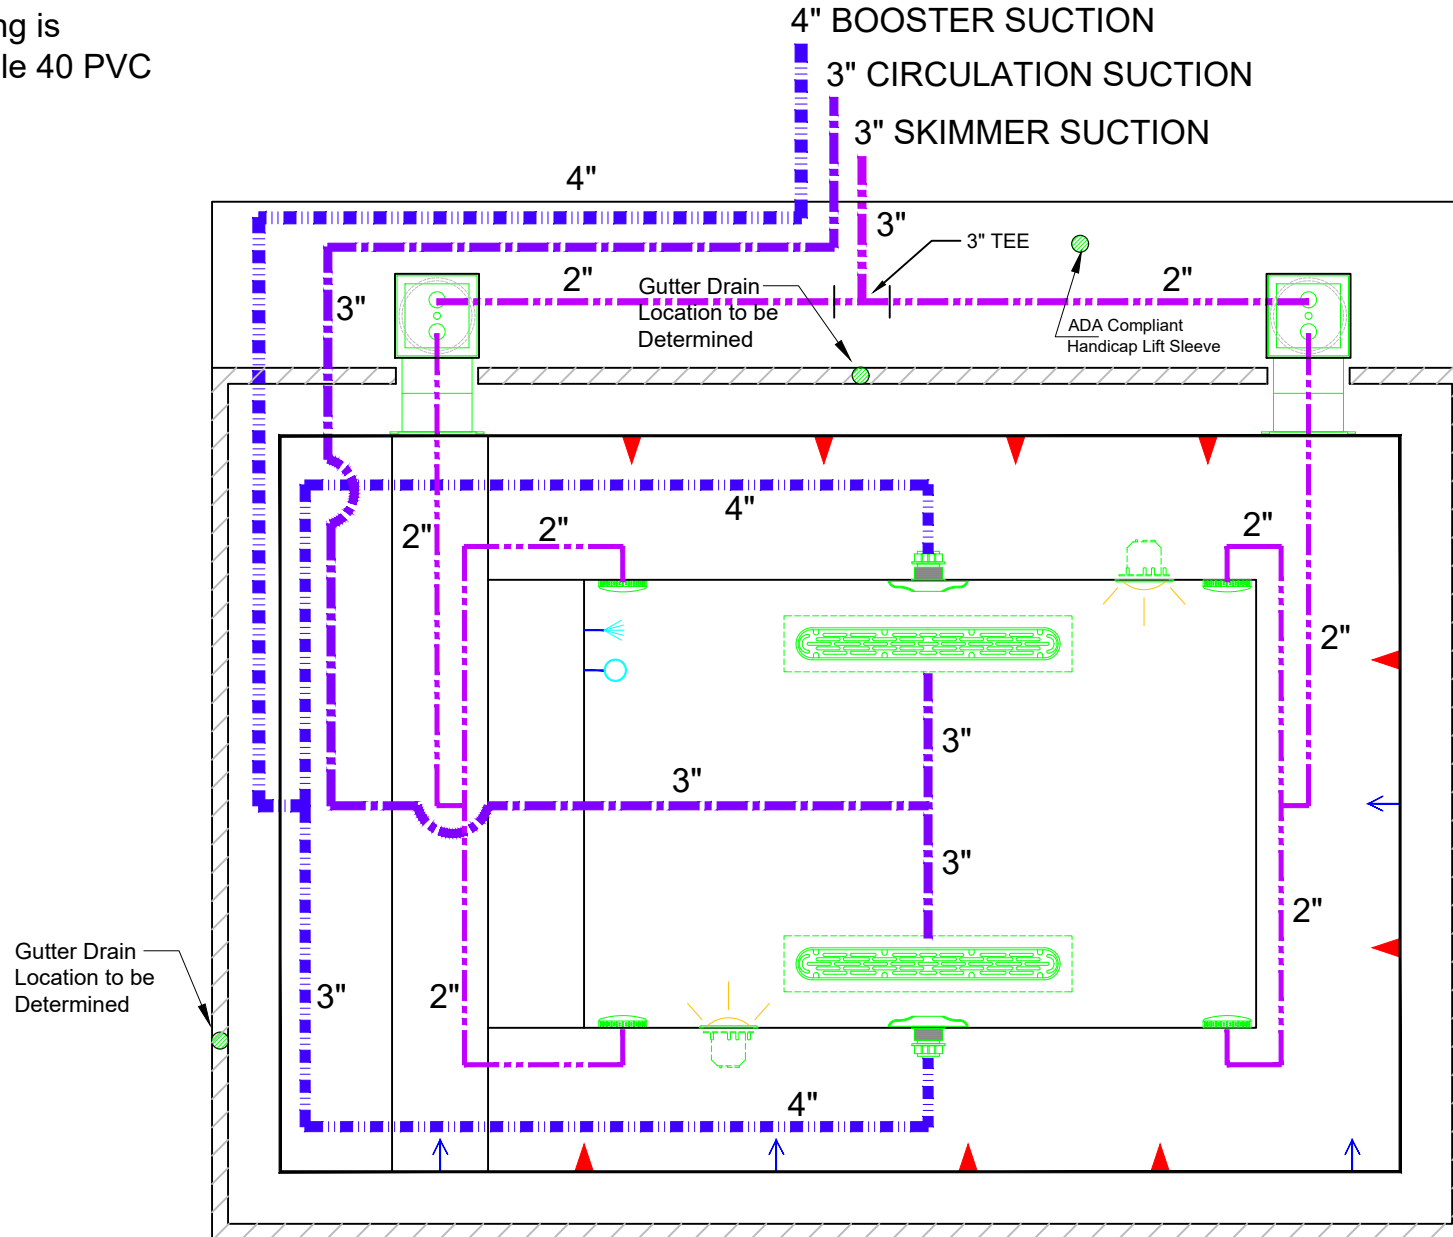 ng is
le 40 PVC
4" BOOSTER SUCTION
3" CIRCULATION SUCTION
3" SKIMMER SUCTION
4"
3"
3" TEE
2"
2"
Gutter Drain
Location to be
Determined
3"
ADA Compliant
Handicap Lift Sleeve
4"
2"
2"
2"
2"
3"
3"
3"
2"
Gutter Drain
Location to be
Determined
3"
2"
4"